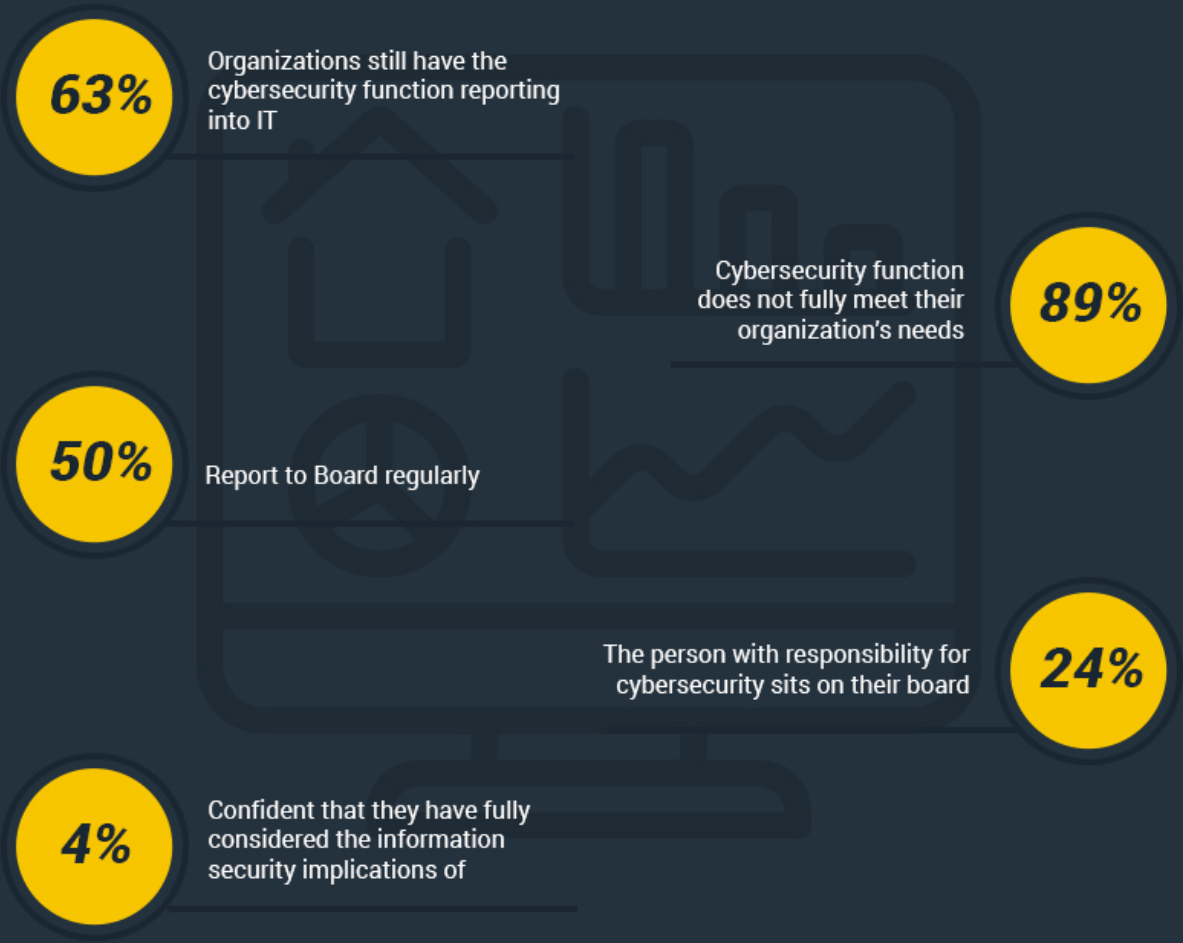 63%
Organizations still have the
cybersecurity function reporting
into IT
Cybersecurity function
does not fully meet their
organization's needs
89%
50%
Report to Board regularly
The person with responsibility for
cybersecurity sits on their board
24%
4%
Confident that they have fully
considered the information
security implications of